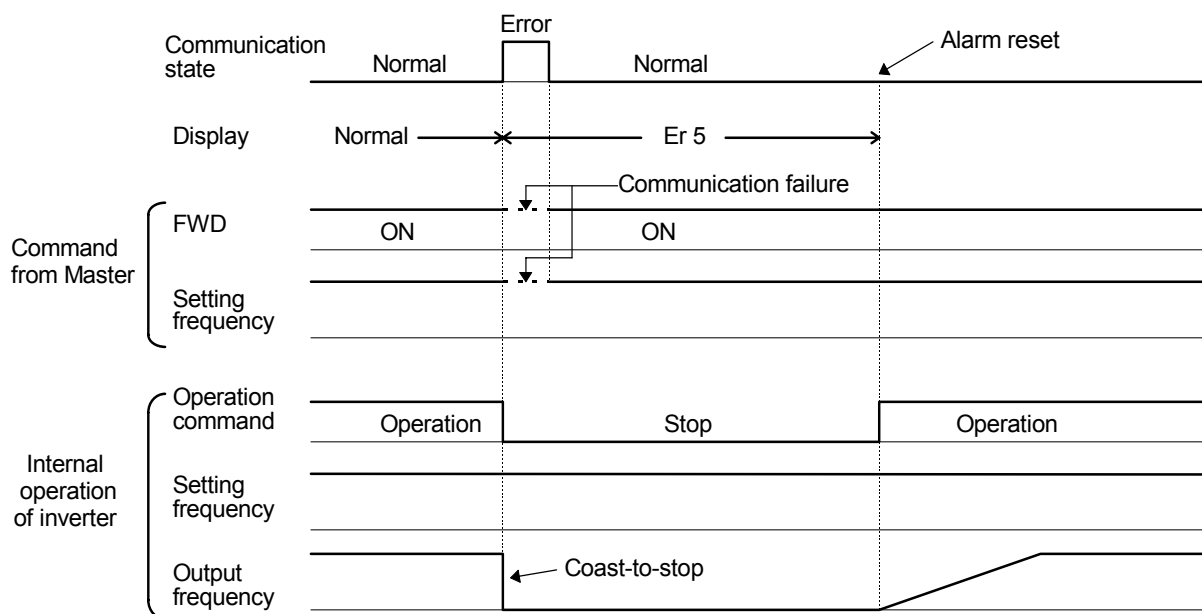 Error
Communication
state
Normal
Normal
Alarm reset
Display
Normal
Er 5
Communication failure
Command
from Master
FWD
ON
ON
Setting
frequency
Internal
operation
of inverter
Operation
command
Operation
Stop
Operation
Setting
frequency
Output
frequency
Coast-to-stop